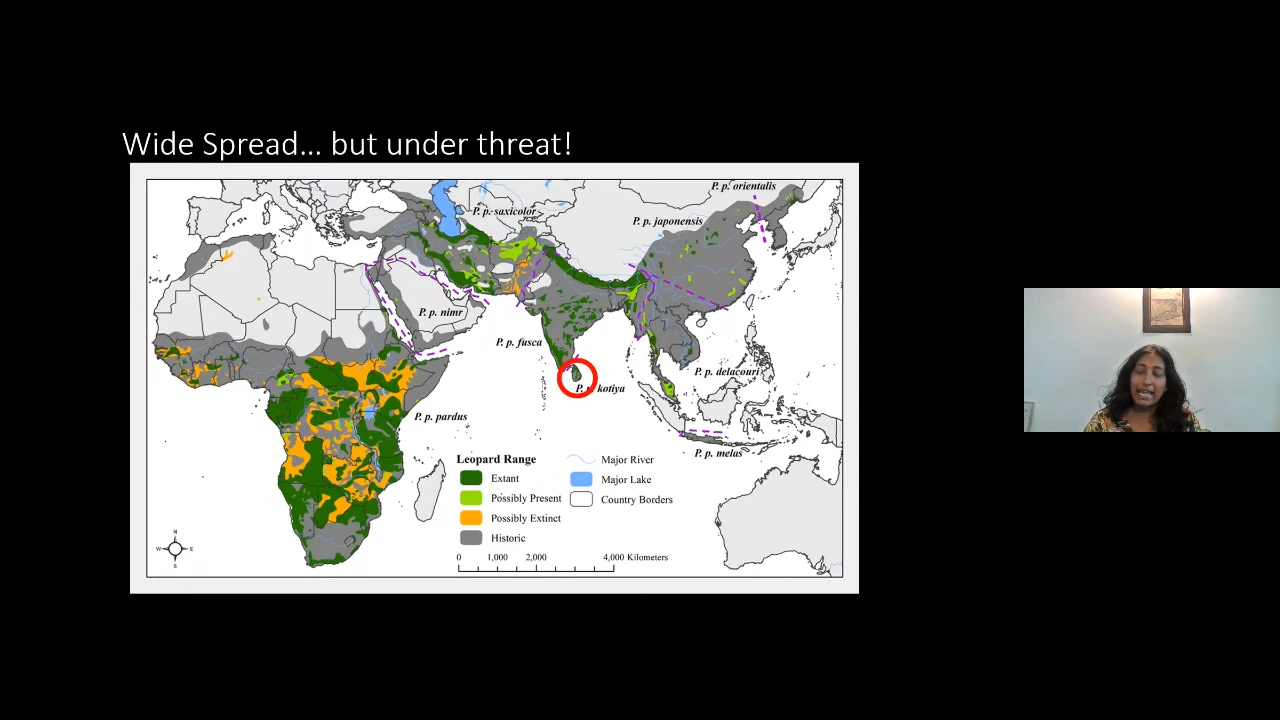 Wide Spread... but under threat!
P. p. orientalis
P. p. saxicolor
P. p. japonensis
P. p. nimr
P. p. fusca
P. p. delacouri
P. kotiya
P. p. pardus
P. p. melas
Leopard Range
Extant
Possibly Present
Possibly Extinct
Historic
Major River
Major Lake
Country Borders
0 1,000 2,000 4,000 Kilometers
N
W E
S